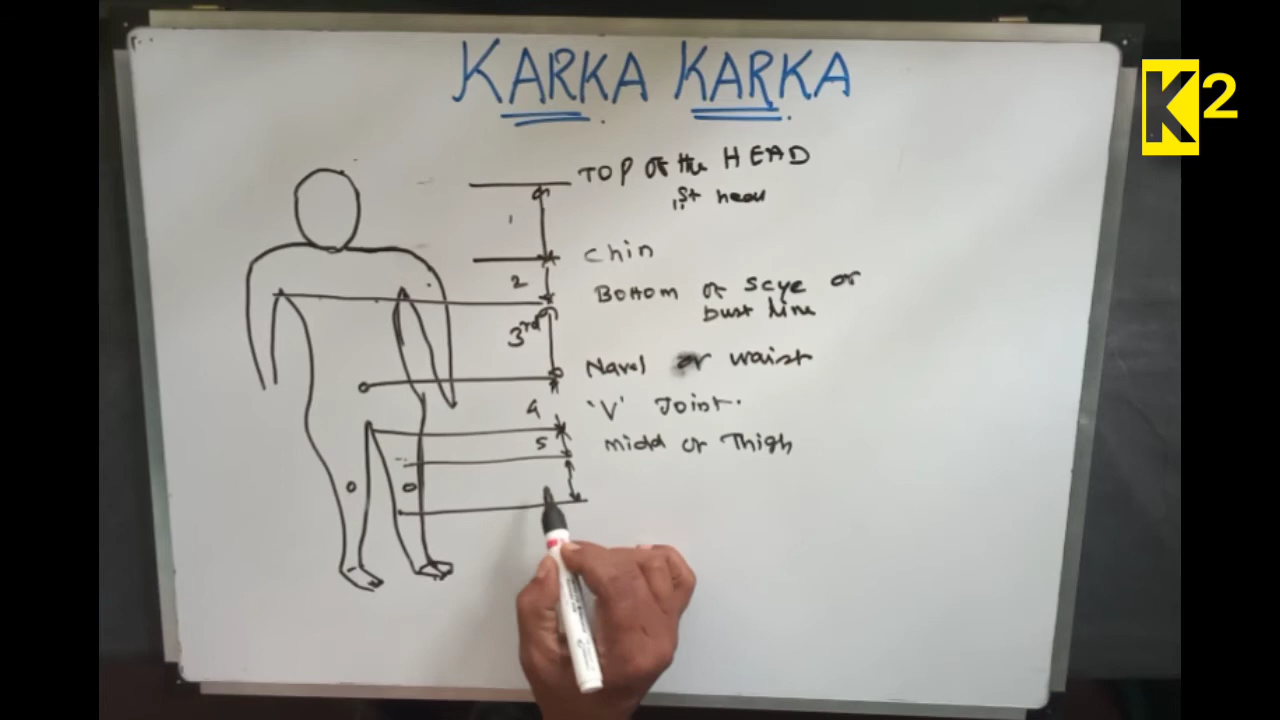 KARKA KARKA
K2
TOP of the HEAD
1st head
1
Chin
2
Bottom of Scye or
bust line
3rd
Navel or waist
4
'V' Joint.
5
Midd of Thigh